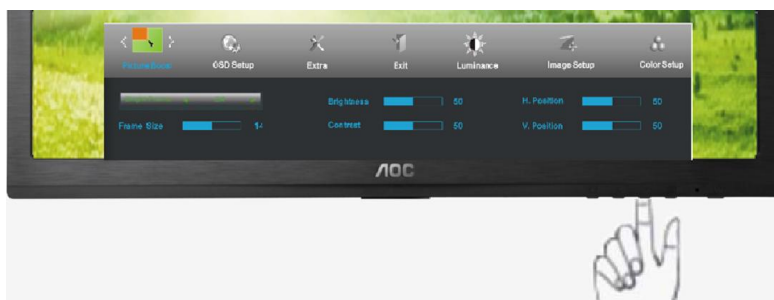 Picture Boost
OSD Setup
Extra
Exit
Luminance
Image Setup
Color Setup
Brightness 50 H. Position 50
Frame Size 14 Contrast 50 V. Position 50
AOC